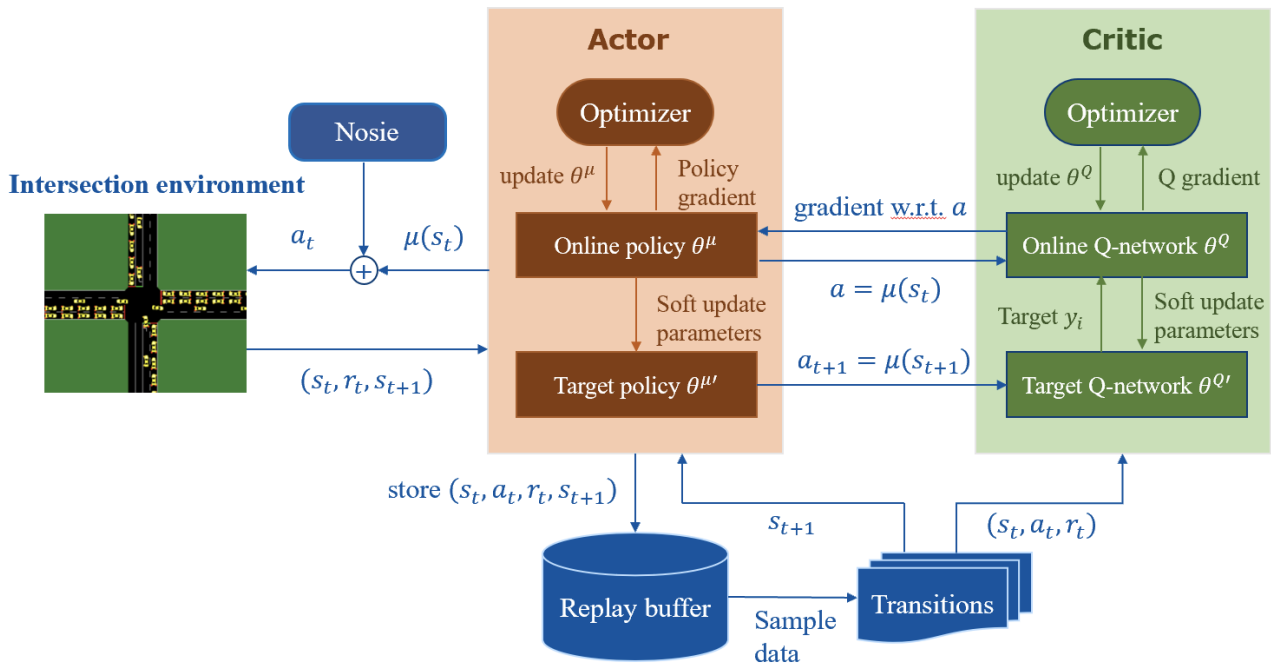 Actor
Critic
Optimizer
Optimizer
Nosie
update θ^μ
Policy
gradient
update θ^Q
Q gradient
Intersection environment
gradient w.r.t. a
a_t
μ(s_t)
Online policy θ^μ
Online Q-network θ^Q
+
a = μ(s_t)
Soft update
parameters
Target y_i
Soft update
parameters
(s_t, r_t, s_{t+1})
a_{t+1} = μ(s_{t+1})
Target policy θ^{μ′}
Target Q-network θ^{Q′}
store (s_t, a_t, r_t, s_{t+1})
s_{t+1}
(s_t, a_t, r_t)
Replay buffer
Transitions
Sample
data